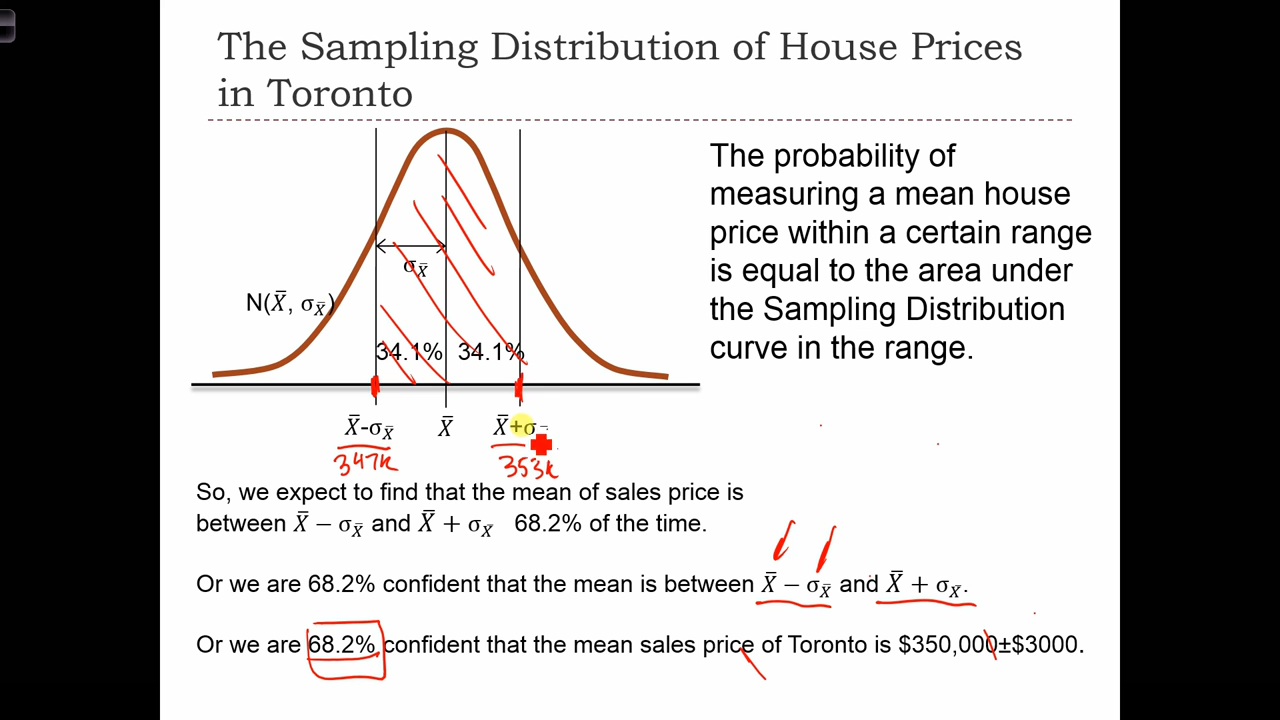 The Sampling Distribution of House Prices
in Toronto
The probability of
measuring a mean house
price within a certain range
is equal to the area under
the Sampling Distribution
curve in the range.
σX̄
N(X̄, σX̄)
34.1% 34.1%
X̄-σX̄ X̄ X̄+σ
347K 353K
So, we expect to find that the mean of sales price is
between X̄ − σX̄ and X̄ + σX̄ 68.2% of the time.
Or we are 68.2% confident that the mean is between X̄ − σX̄ and X̄ + σX̄.
Or we are 68.2% confident that the mean sales price of Toronto is $350,000±$3000.